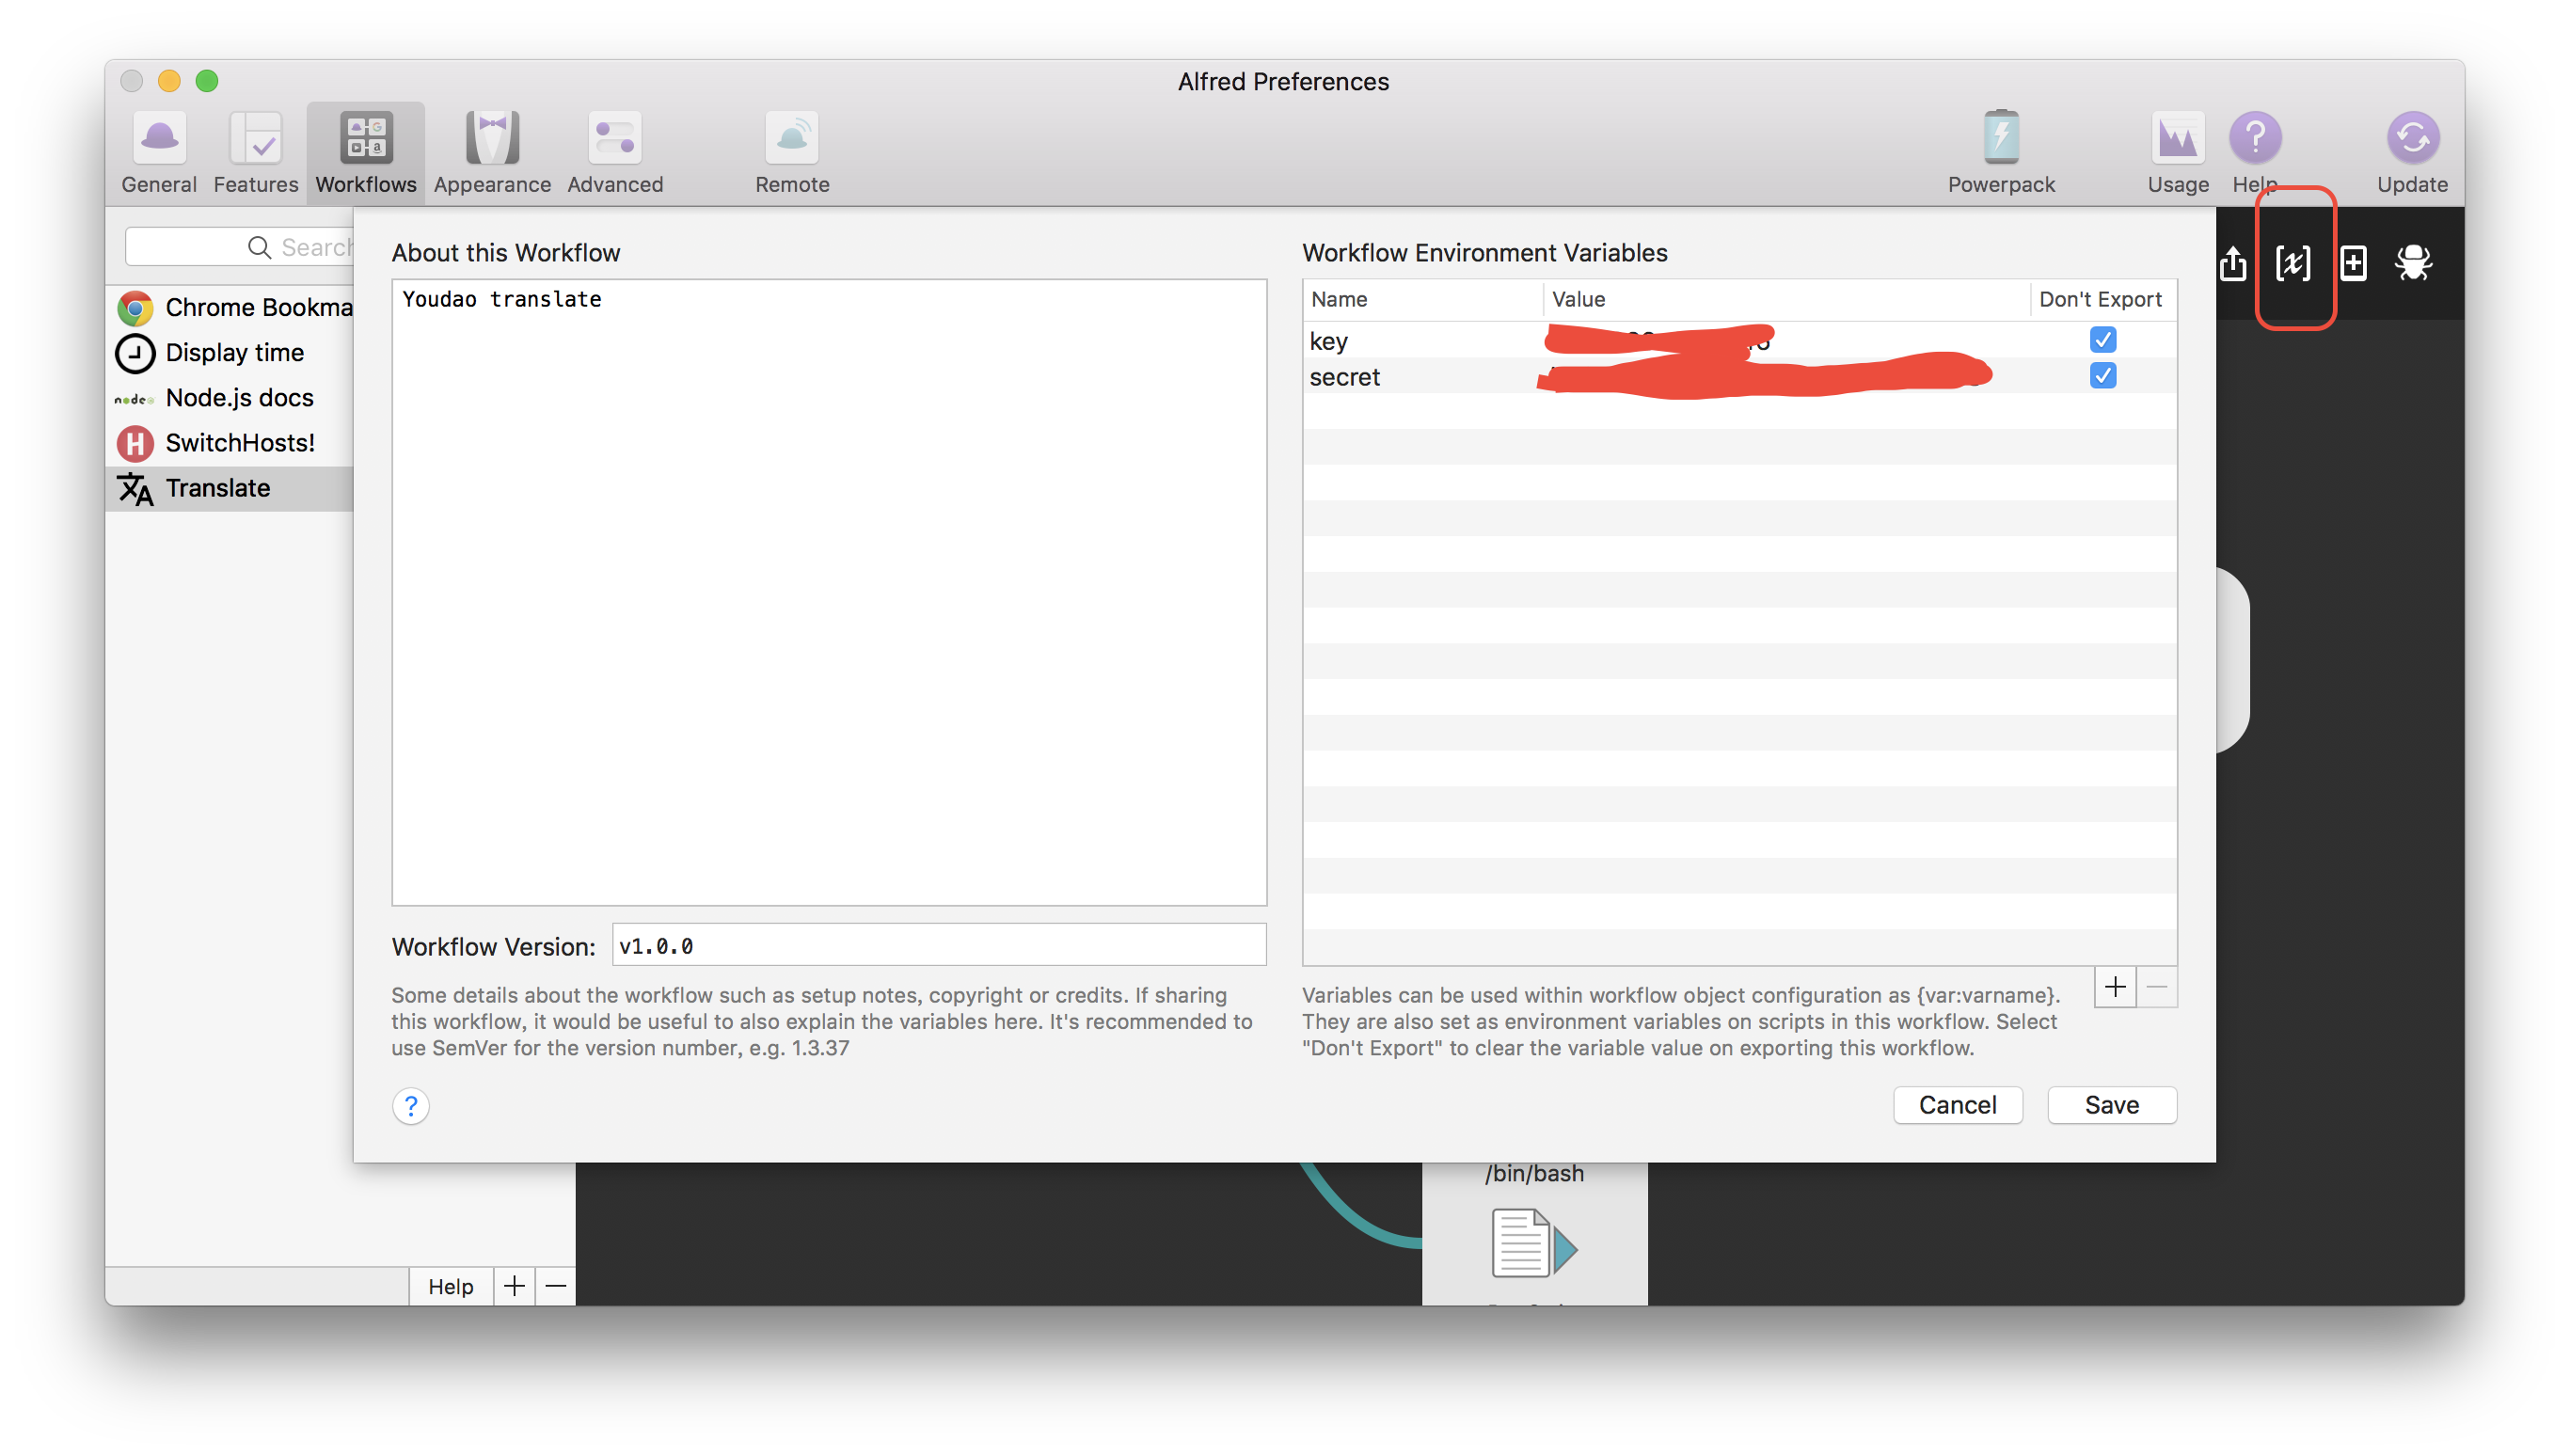 Alfred Preferences
General Features Workflows Appearance Advanced Remote Powerpack Usage Help Update
Search
Chrome Bookma
Display time
Node.js docs
SwitchHosts!
Translate
About this Workflow
Youdao translate
Workflow Version: v1.0.0
Some details about the workflow such as setup notes, copyright or credits. If sharing
this workflow, it would be useful to also explain the variables here. It's recommended to
use SemVer for the version number, e.g. 1.3.37
Workflow Environment Variables
Name Value Don't Export
key
secret
Variables can be used within workflow object configuration as {var:varname}.
They are also set as environment variables on scripts in this workflow. Select
"Don't Export" to clear the variable value on exporting this workflow.
Cancel Save
/bin/bash
Help